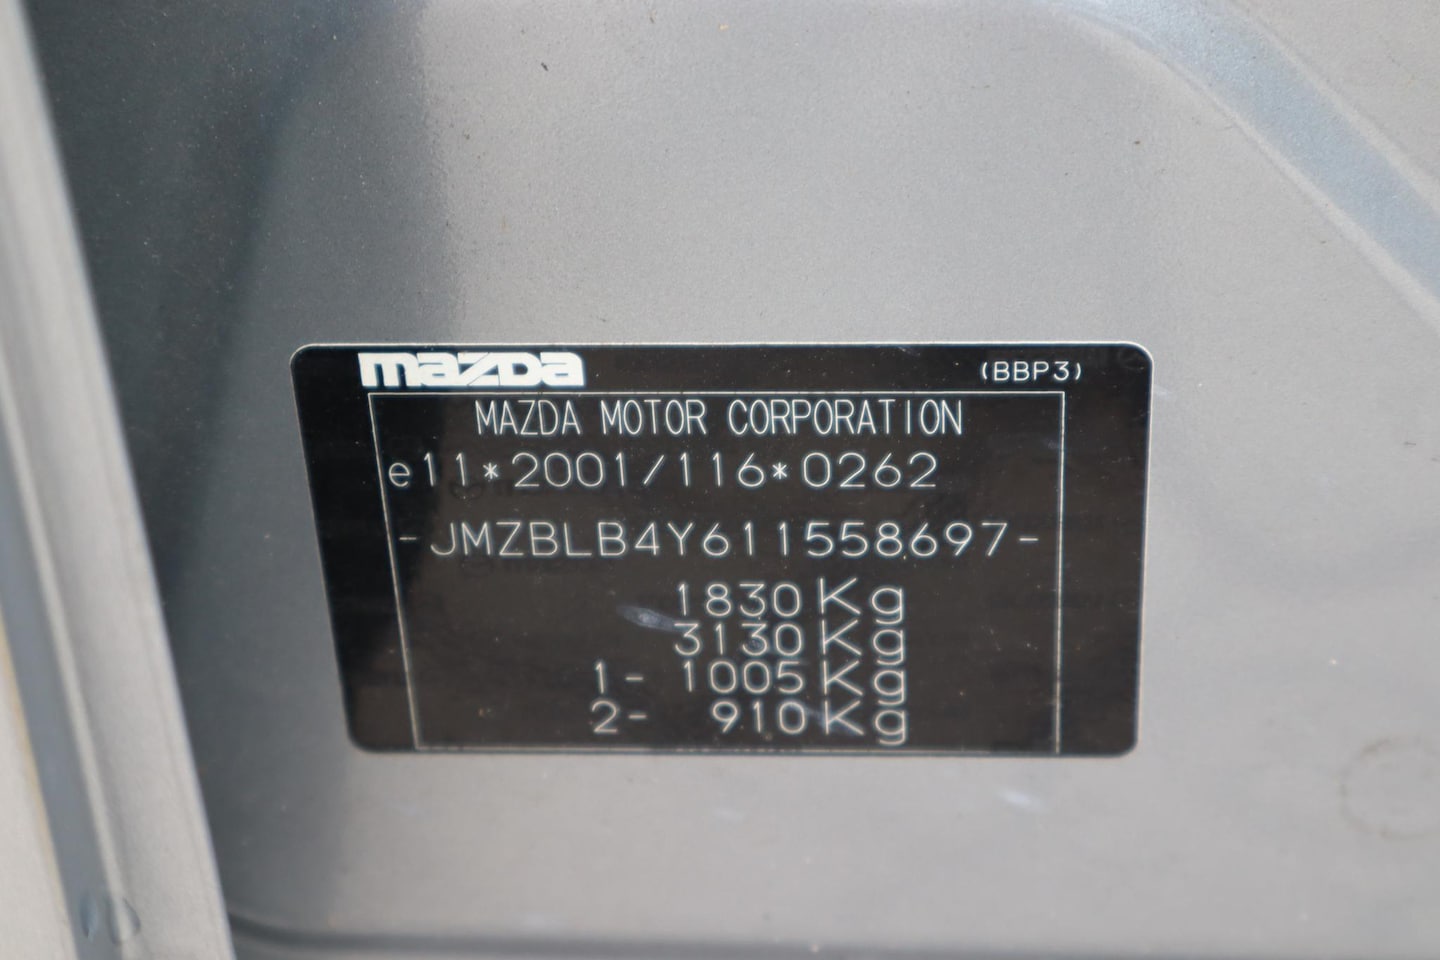 mazda (BBP3)
MAZDA MOTOR CORPORATION
e11*2001/116*0262
-JMZBLB4Y611558697-
1830Kg
3130Kg
1- 1005Kg
2- 910Kg